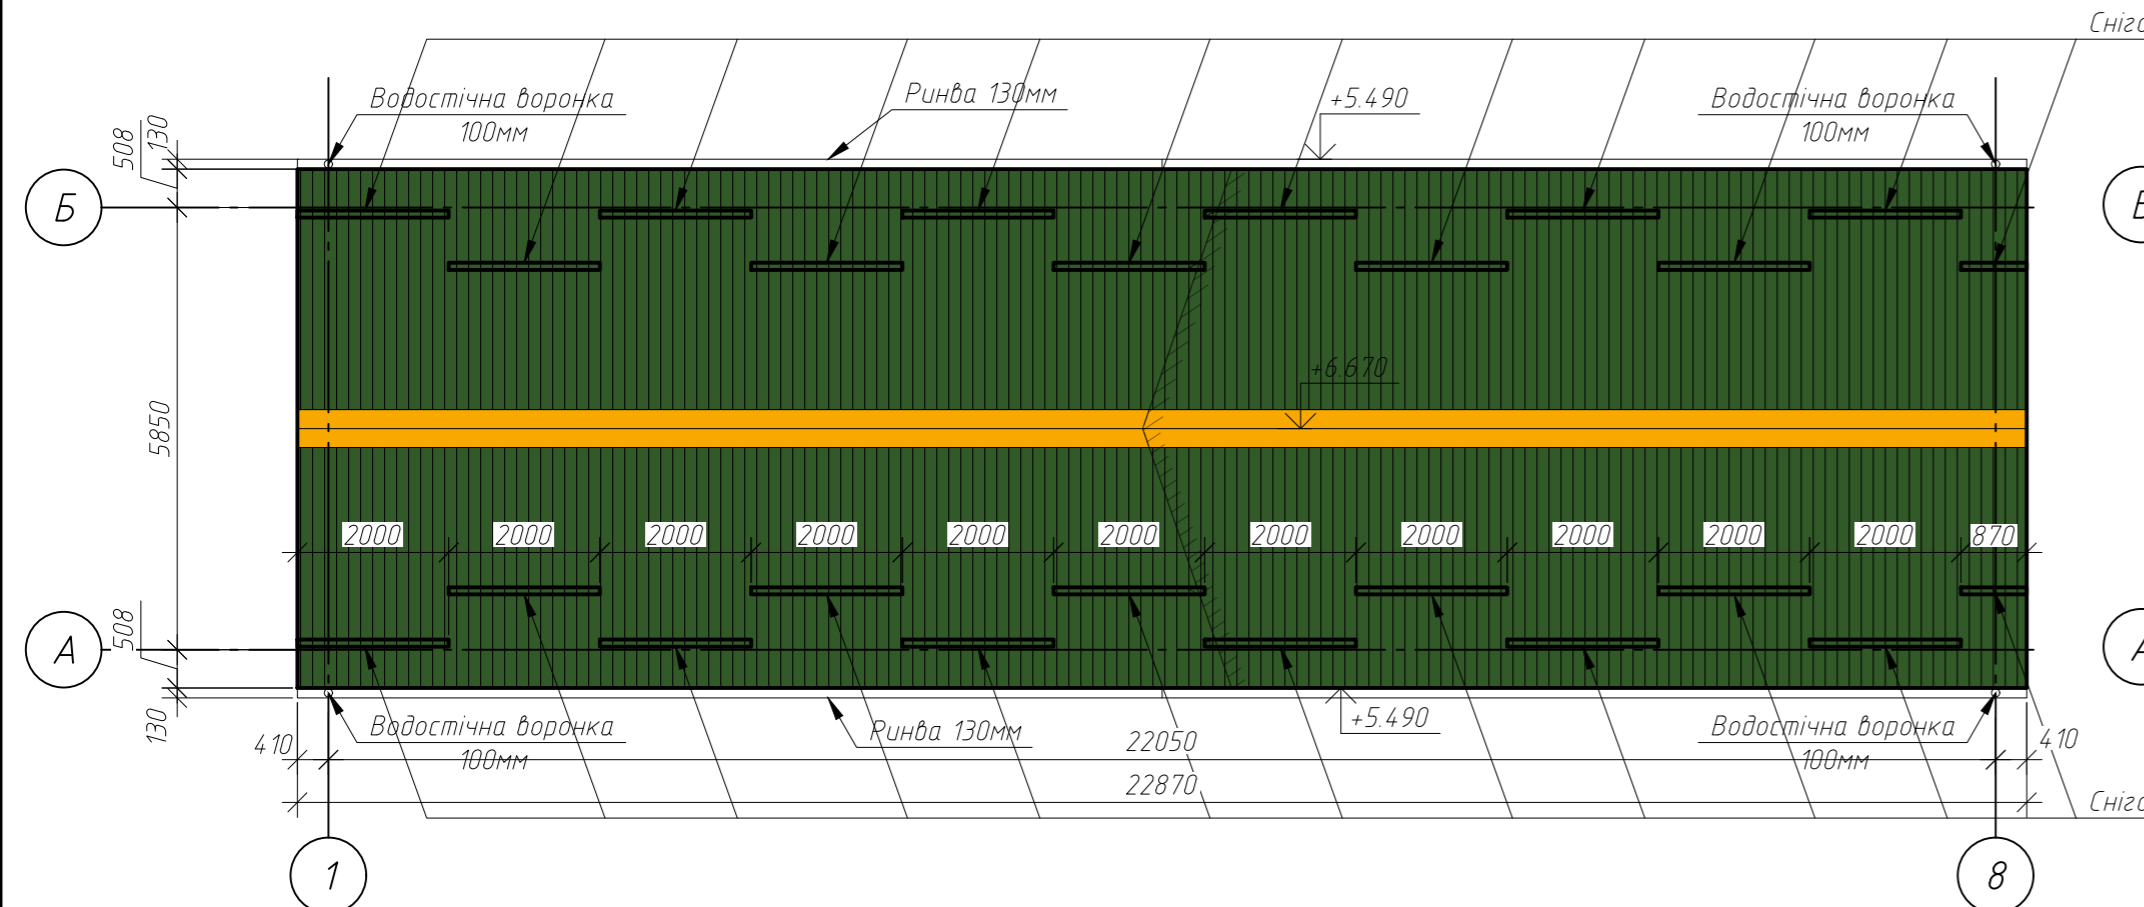 Сніго
Водостічна воронка
100мм
Ринва 130мм
+5.490
Водостічна воронка
100мм
508
130
Б
Б
5850
+6.670
2000
2000
2000
2000
2000
2000
2000
2000
2000
2000
2000
870
А
А
508
130
Водостічна воронка
100мм
Ринва 130мм
+5.490
Водостічна воронка
100мм
410
22050
410
22870
Сніго
1
8